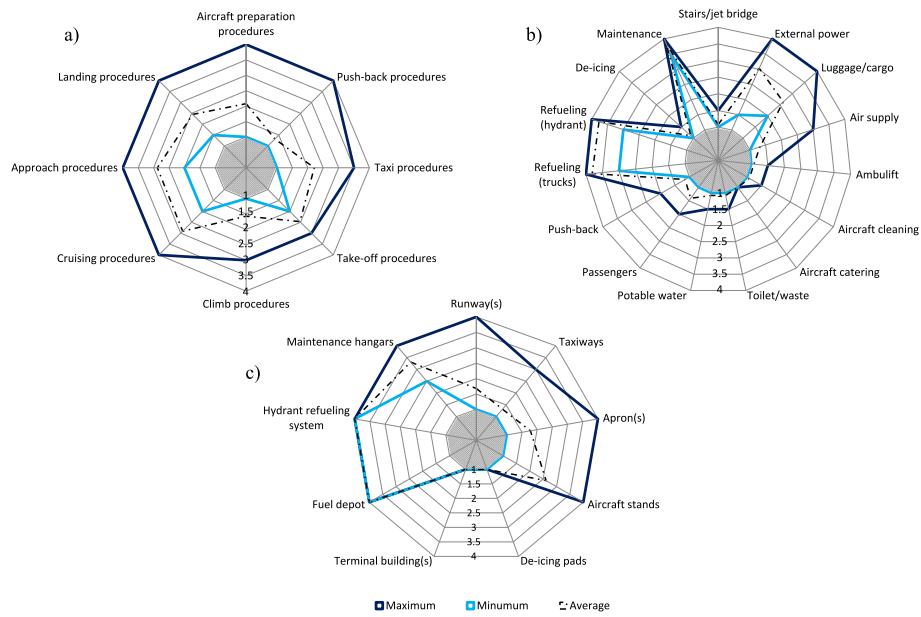 a)
Aircraft preparation
procedures
Push-back procedures
Taxi procedures
Take-off procedures
Climb procedures
Cruising procedures
Approach procedures
Landing procedures
1
1.5
2
2.5
3
3.5
4
b)
Stairs/jet bridge
External power
Luggage/cargo
Air supply
Ambulift
Aircraft cleaning
Aircraft catering
Toilet/waste
Potable water
Passengers
Push-back
Refueling
(trucks)
Refueling
(hydrant)
De-icing
Maintenance
1
1.5
2
2.5
3
3.5
4
c)
Runway(s)
Taxiways
Apron(s)
Aircraft stands
De-icing pads
Terminal building(s)
Fuel depot
Hydrant refueling
system
Maintenance hangars
1
1.5
2
2.5
3
3.5
4
Maximum
Minumum
Average